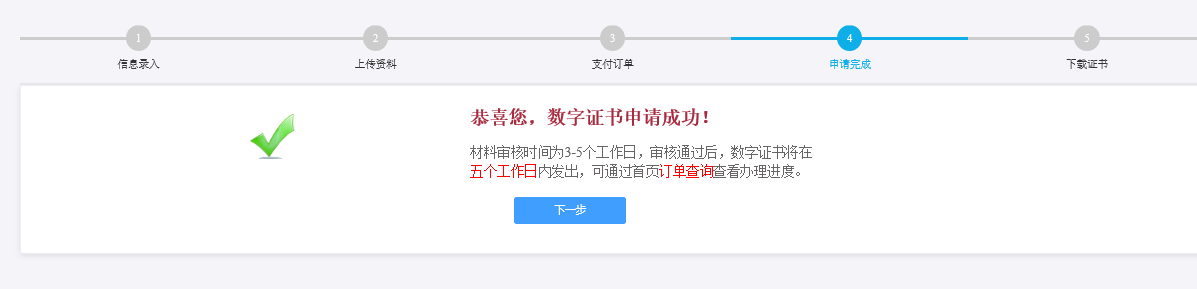 1
2
3
4
5
信息录入
上传资料
支付订单
申请完成
下载证书
恭喜您，数字证书申请成功！
材料审核时间为3-5个工作日，审核通过后，数字证书将在
五个工作日内发出，可通过首页订单查询查看办理进度。
下一步